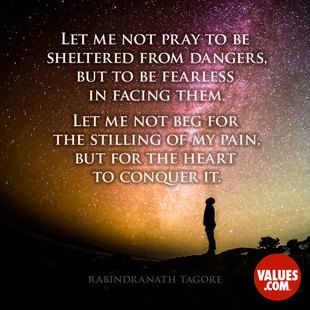 Let me not pray to be
sheltered from dangers,
but to be fearless
in facing them.
Let me not beg for
the stilling of my pain,
but for the heart
to conquer it.
Rabindranath Tagore
VALUES
.COM